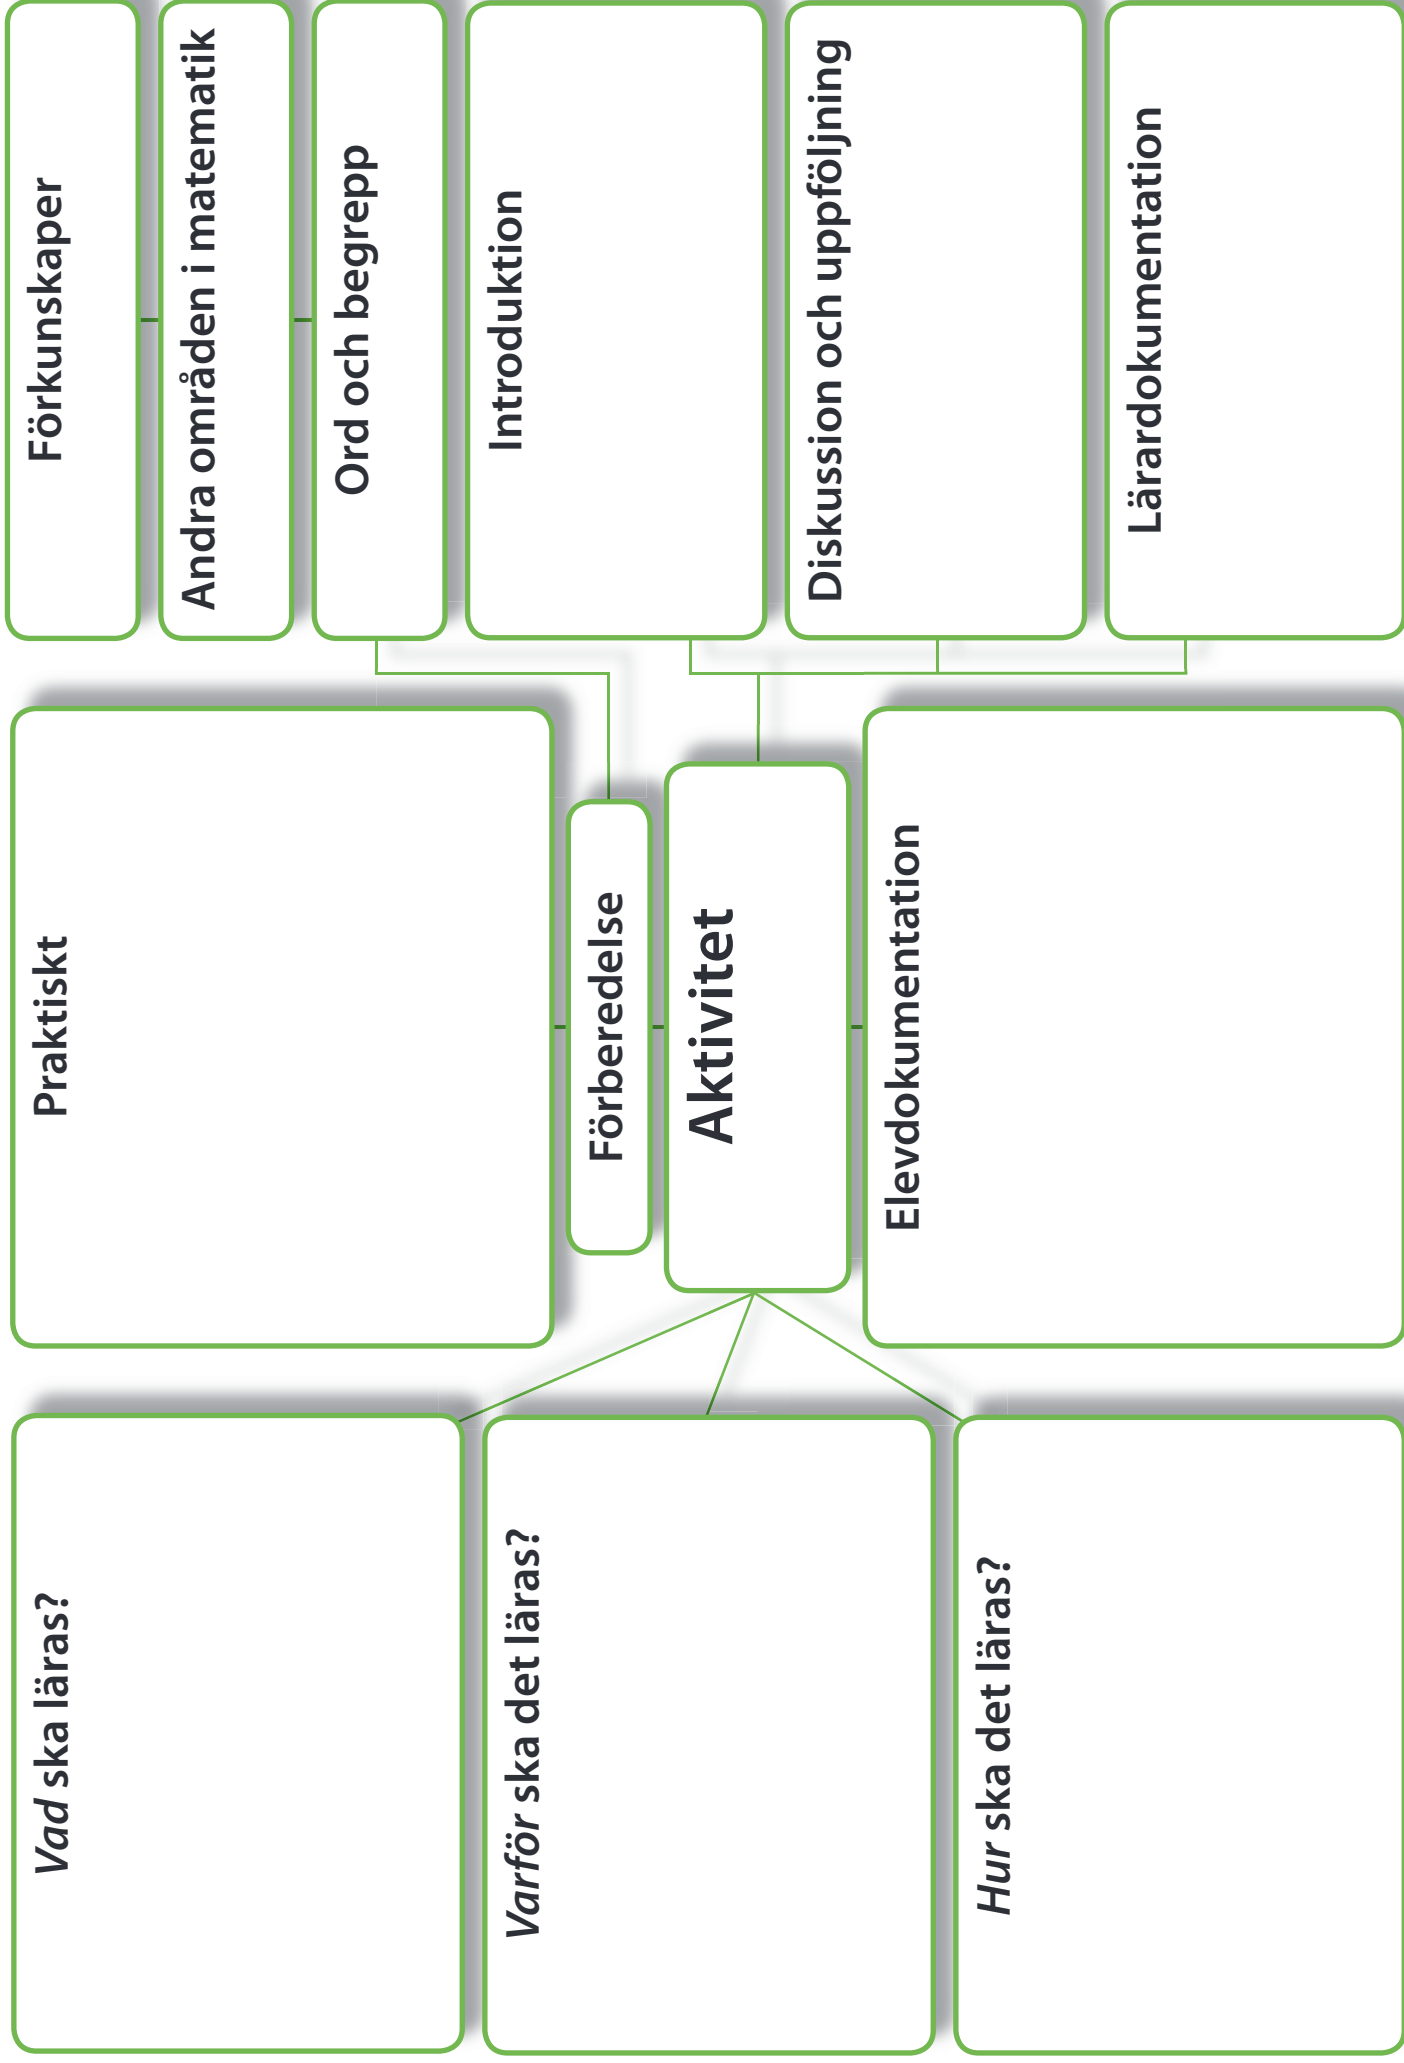 Vad ska läras?
Varför ska det läras?
Hur ska det läras?
Praktiskt
Förberedelse
Aktivitet
Elevdokumentation
Förkunskaper
Andra områden i matematik
Ord och begrepp
Introduktion
Diskussion och uppföljning
Lärardokumentation